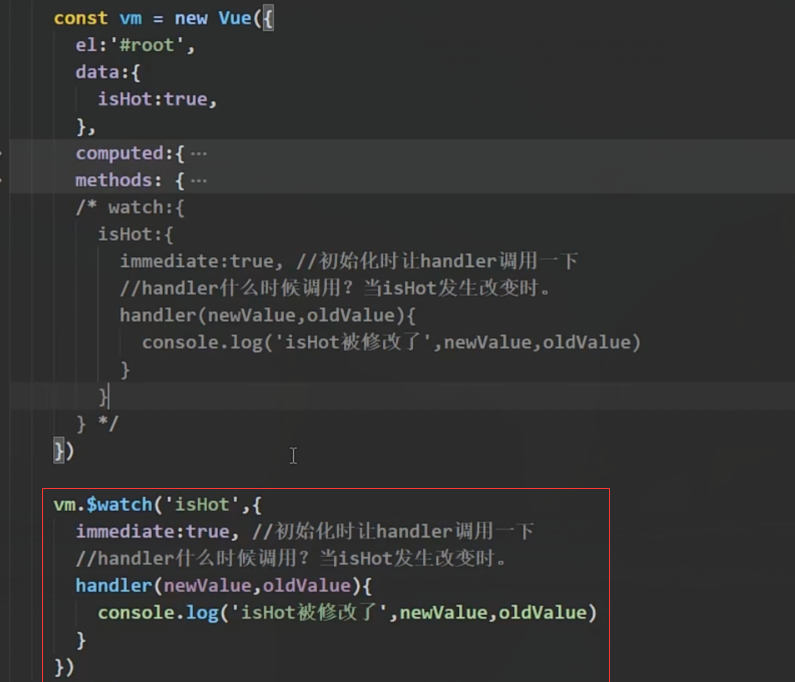 const vm = new Vue({
el:'#root',
data:{
isHot:true,
},
computed:{ ···
methods: { ···
/* watch:{
isHot:{
immediate:true, //初始化时让handler调用一下
//handler什么时候调用？当isHot发生改变时。
handler(newValue,oldValue){
console.log('isHot被修改了',newValue,oldValue)
}
}
} */
})
vm.$watch('isHot',{
immediate:true, //初始化时让handler调用一下
//handler什么时候调用？当isHot发生改变时。
handler(newValue,oldValue){
console.log('isHot被修改了',newValue,oldValue)
}
})